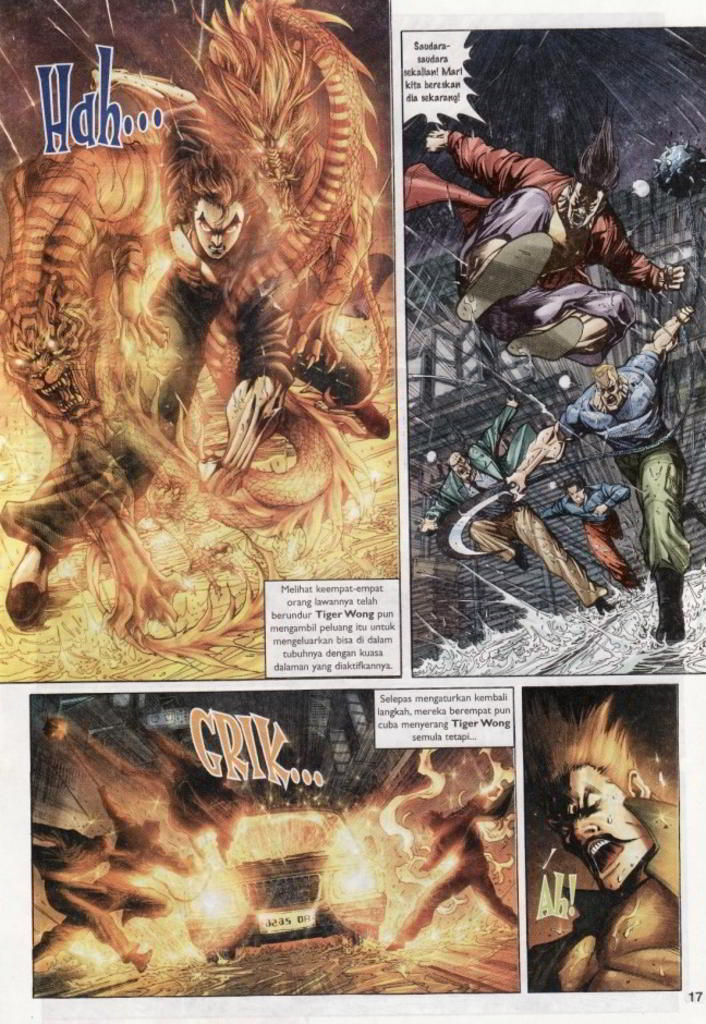 Hah...
Saudara-
saudara
sekalian! Mari
kita bereskan
dia sekarang!
Melihat keempat-empat
orang lawannya telah
berundur Tiger Wong pun
mengambil peluang itu untuk
mengeluarkan bisa di dalam
tubuhnya dengan kuasa
dalaman yang diaktifkannya.
Selepas mengaturkan kembali
langkah, mereka berempat pun
cuba menyerang Tiger Wong
semula tetapi...
GRIK...
Ah!
17